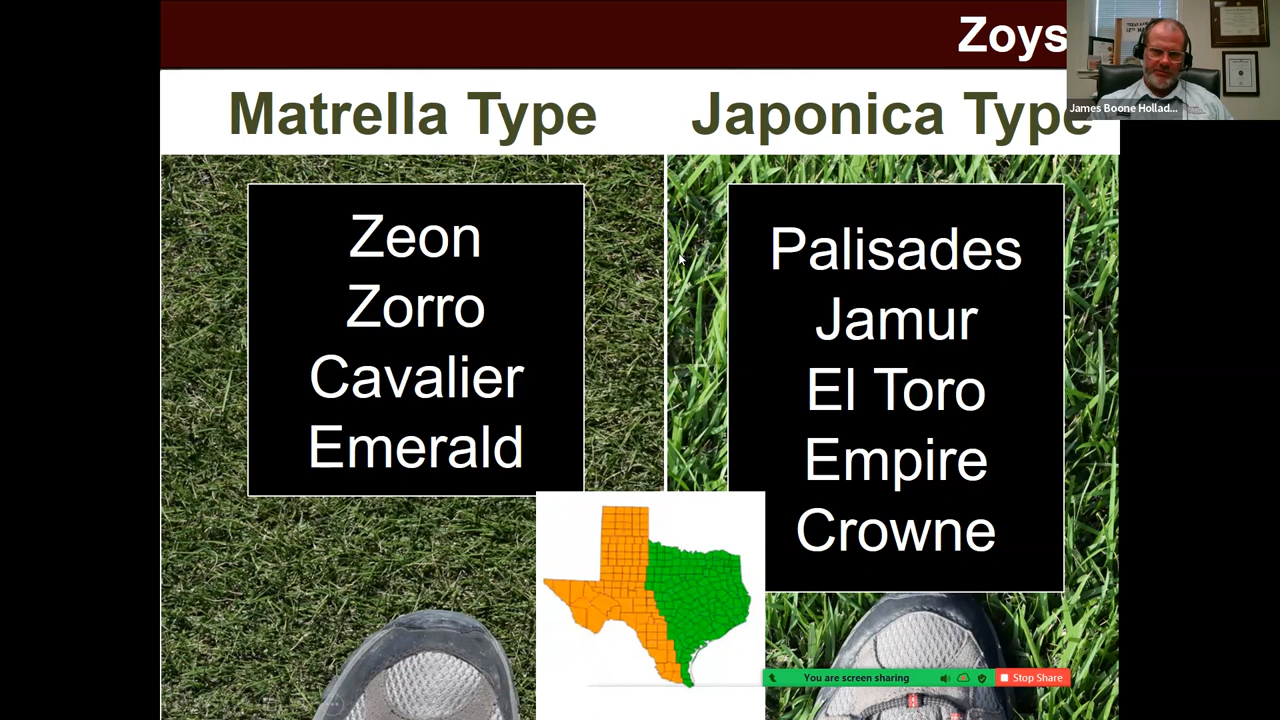 Zoys
James Boone Hollad...
Matrella Type
Japonica Type
Zeon
Zorro
Cavalier
Emerald
Palisades
Jamur
El Toro
Empire
Crowne
You are screen sharing
Stop Share